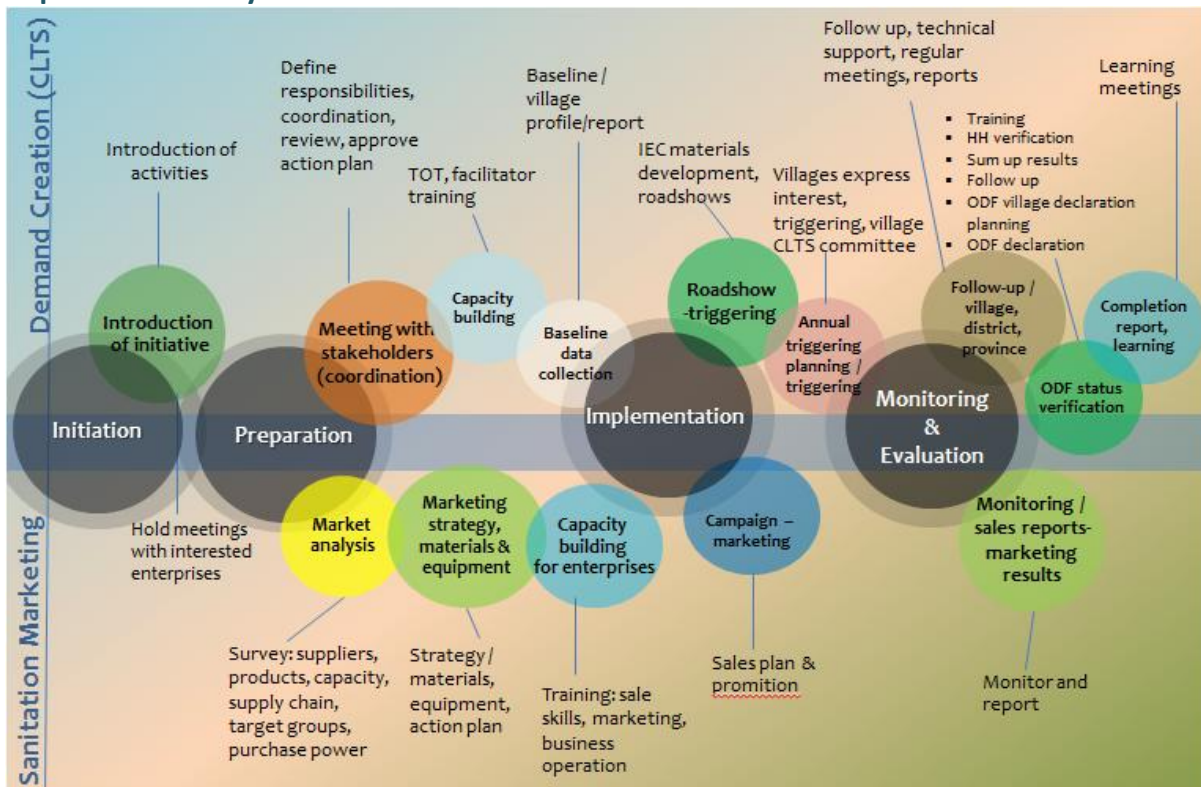 Demand Creation (CLTS)
Sanitation Marketing
Introduction of
activities
Define
responsibilities,
coordination,
review, approve
action plan
TOT, facilitator
training
Baseline /
village
profile/report
IEC materials
development,
roadshows
Villages express
interest,
triggering, village
CLTS committee
Follow up, technical
support, regular
meetings, reports
▪ Training
▪ HH verification
▪ Sum up results
▪ Follow up
▪ ODF village declaration
planning
▪ ODF declaration
Learning
meetings
Introduction
of initiative
Meeting with
stakeholders
(coordination)
Capacity
building
Baseline
data
collection
Roadshow
-triggering
Annual
triggering
planning /
triggering
Follow-up /
village,
district,
province
ODF status
verification
Completion
report,
learning
Initiation
Preparation
Implementation
Monitoring
&
Evaluation
Hold meetings
with interested
enterprises
Market
analysis
Marketing
strategy,
materials &
equipment
Capacity
building
for enterprises
Campaign –
marketing
Monitoring /
sales reports-
marketing
results
Survey: suppliers,
products, capacity,
supply chain,
target groups,
purchase power
Strategy /
materials,
equipment,
action plan
Training: sale
skills, marketing,
business
operation
Sales plan &
promition
Monitor and
report